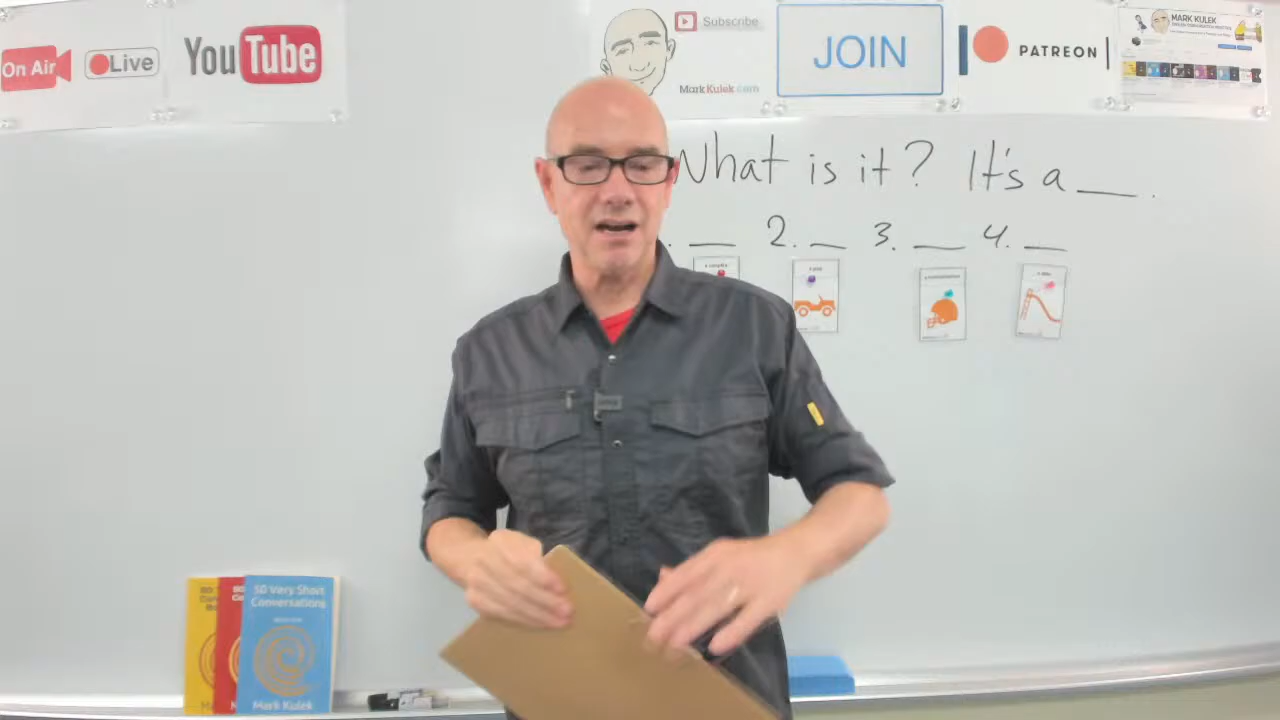 On Air
Live
YouTube
Subscribe
MarkKulek.com
JOIN
PATREON
MARK KULEK
What is it? It's a ___.
. ___ 2. ___ 3. ___ 4. ___
50 Very Short
Conversations
Mark Kulek